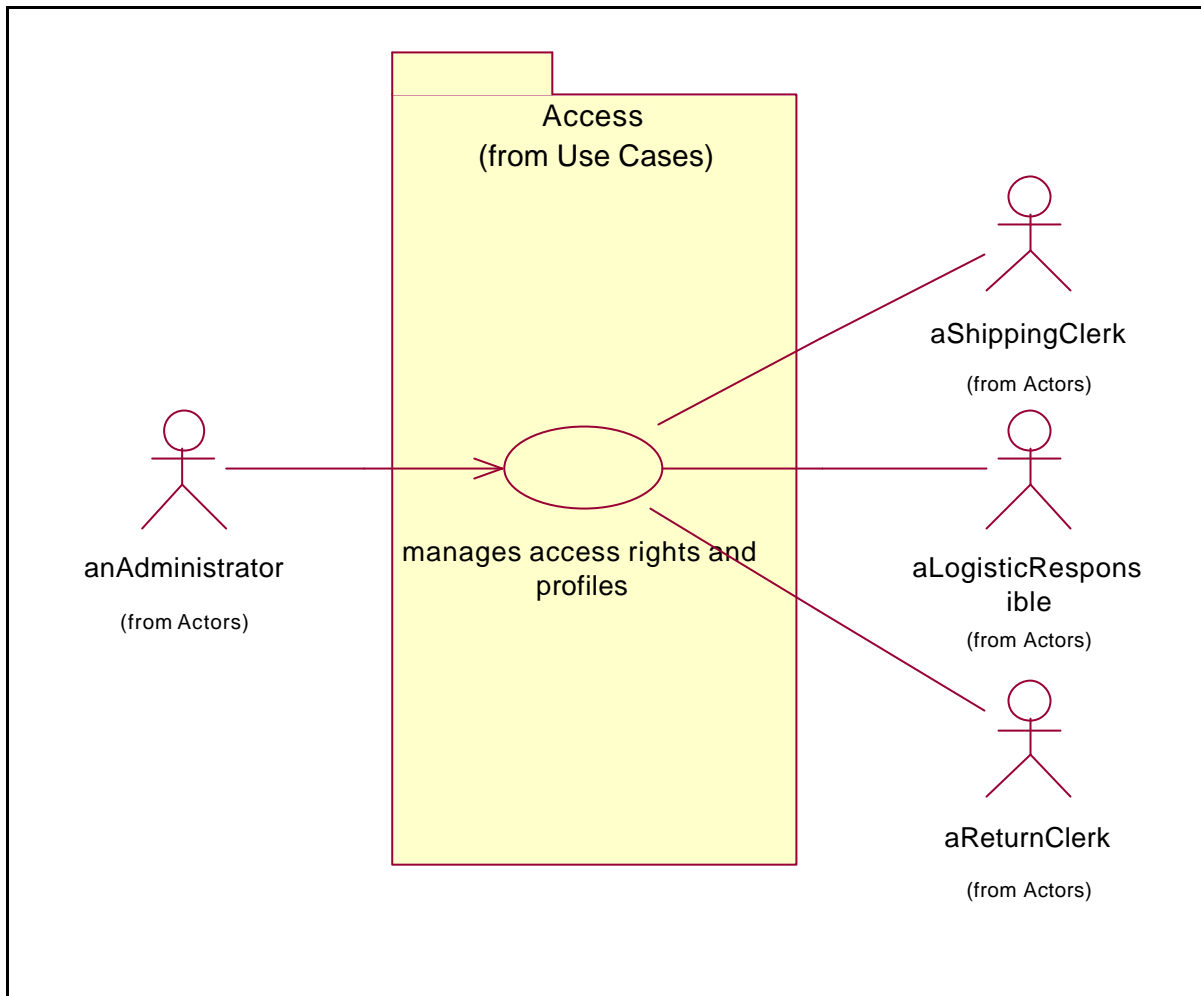 Access
(from Use Cases)
aShippingClerk
(from Actors)
anAdministrator
(from Actors)
manages access rights and
profiles
aLogisticRespons
ible
(from Actors)
aReturnClerk
(from Actors)